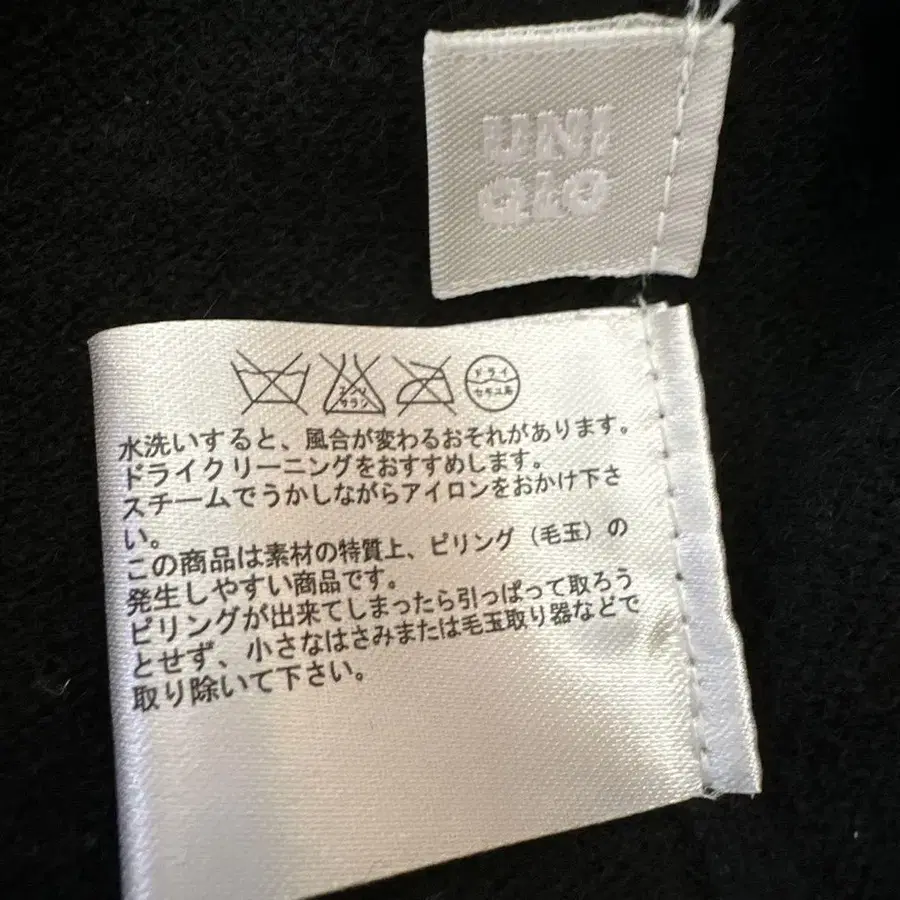 UNI
QLO
エンソ
サラシ
ドライ
セキユ系
水洗いすると、風合が変わるおそれがあります。
ドライクリーニングをおすすめします。
スチームでうかしながらアイロンをおかけ下さ
い。
この商品は素材の特質上、ピリング（毛玉）の
発生しやすい商品です。
ピリングが出来てしまったら引っぱって取ろう
とせず、小さなはさみまたは毛玉取り器などで
取り除いて下さい。